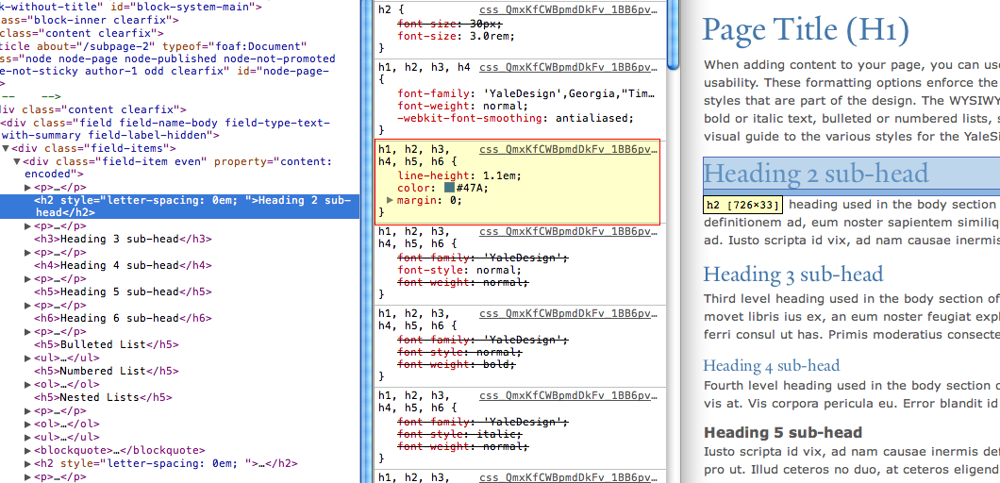 k-without-title" id="block-system-main">
ass="block-inner clearfix">
class="content clearfix">
ticle about="/subpage-2" typeof="foaf:Document"
ss="node node-page node-published node-not-promoted
e-not-sticky author-1 odd clearfix" id="node-page-
>
-- -->
div class="content clearfix">
<div class="field field-name-body field-type-text-
with-summary field-label-hidden">
▼<div class="field-items">
▼<div class="field-item even" property="content:
encoded">
▶<p>…</p>
<h2 style="letter-spacing: 0em; ">Heading 2 sub-
head</h2>
▶<p>…</p>
<h3>Heading 3 sub-head</h3>
▶<p>…</p>
<h4>Heading 4 sub-head</h4>
▶<p>…</p>
<h5>Heading 5 sub-head</h5>
▶<p>…</p>
<h6>Heading 6 sub-head</h6>
▶<p>…</p>
<h5>Bulleted List</h5>
▶<ul>…</ul>
<h5>Numbered List</h5>
▶<ol>…</ol>
<h5>Nested Lists</h5>
▶<p>…</p>
▶<ol>…</ol>
▶<ul>…</ul>
▶<blockquote>…</blockquote>
▶<h2 style="letter-spacing: 0em; ">…</h2>
▶<p>…</p>
h2 { css_QmxKfCWBpmdDkFv_1BB6pv…
font-size: 30px;
font-size: 3.0rem;
}
h1, h2, h3, h4 css_QmxKfCWBpmdDkFv_1BB6pv…
{
font-family: 'YaleDesign',Georgia,"Tim…
font-weight: normal;
-webkit-font-smoothing: antialiased;
}
h1, h2, h3, css_QmxKfCWBpmdDkFv_1BB6pv…
h4, h5, h6 {
line-height: 1.1em;
color: #47A;
▶ margin: 0;
}
h1, h2, h3, css_QmxKfCWBpmdDkFv_1BB6pv…
h4, h5, h6 {
font-family: 'YaleDesign';
font-style: normal;
font-weight: normal;
}
h1, h2, h3, css_QmxKfCWBpmdDkFv_1BB6pv…
h4, h5, h6 {
font-family: 'YaleDesign';
font-style: normal;
font-weight: bold;
}
h1, h2, h3, css_QmxKfCWBpmdDkFv_1BB6pv…
h4, h5, h6 {
font-family: 'YaleDesign';
font-style: italic;
font-weight: normal;
}
h1, h2, h3, css_QmxKfCWBpmdDkFv_1BB6pv…
Page Title (H1)
When adding content to your page, you can use
usability. These formatting options enforce the
styles that are part of the design. The WYSIWY
bold or italic text, bulleted or numbered lists, s
visual guide to the various styles for the YaleSi
Heading 2 sub-head
h2 [726×33] heading used in the body section
definitionem ad, eum noster sapientem similiq
ad. Iusto scripta id vix, ad nam causae inermis
Heading 3 sub-head
Third level heading used in the body section of
movet libris ius ex, an eum noster feugiat expl
ferri consul ut has. Primis moderatius consecte
Heading 4 sub-head
Fourth level heading used in the body section o
vis at. Vis corpora pericula eu. Error blandit id
Heading 5 sub-head
Iusto scripta id vix, ad nam causae inermis def
pro ut. Illud ceteros no duo, at ceteros eligend